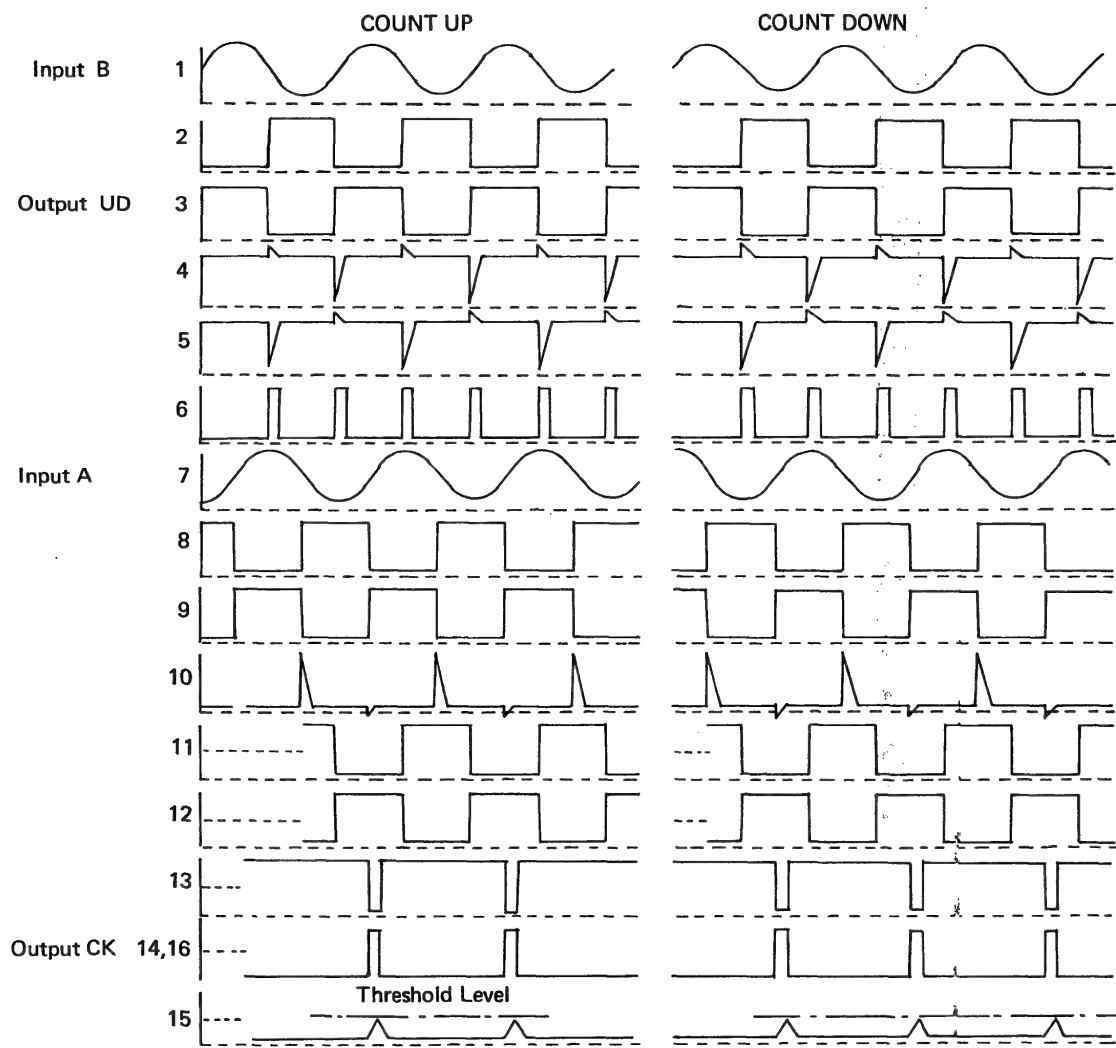 COUNT UP COUNT DOWN
Input B 1
2
Output UD 3
4
5
6
Input A 7
8
9
10
11
12
13
Output CK 14,16
Threshold Level
15